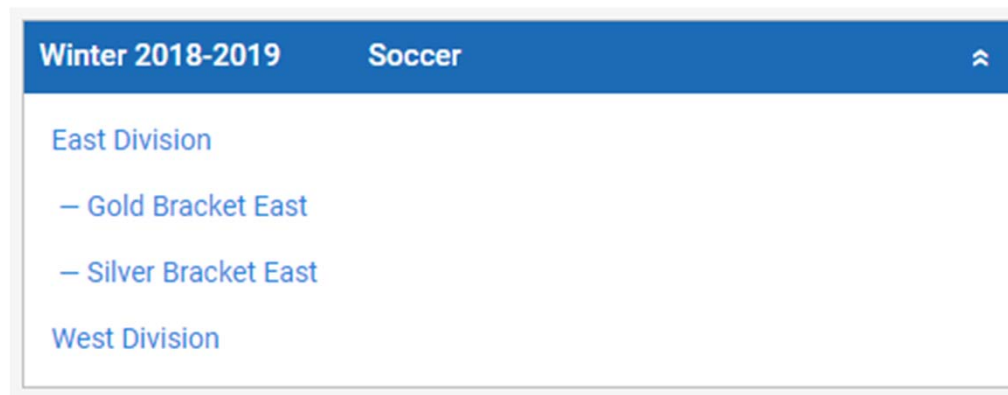 Winter 2018-2019 Soccer
East Division
– Gold Bracket East
– Silver Bracket East
West Division